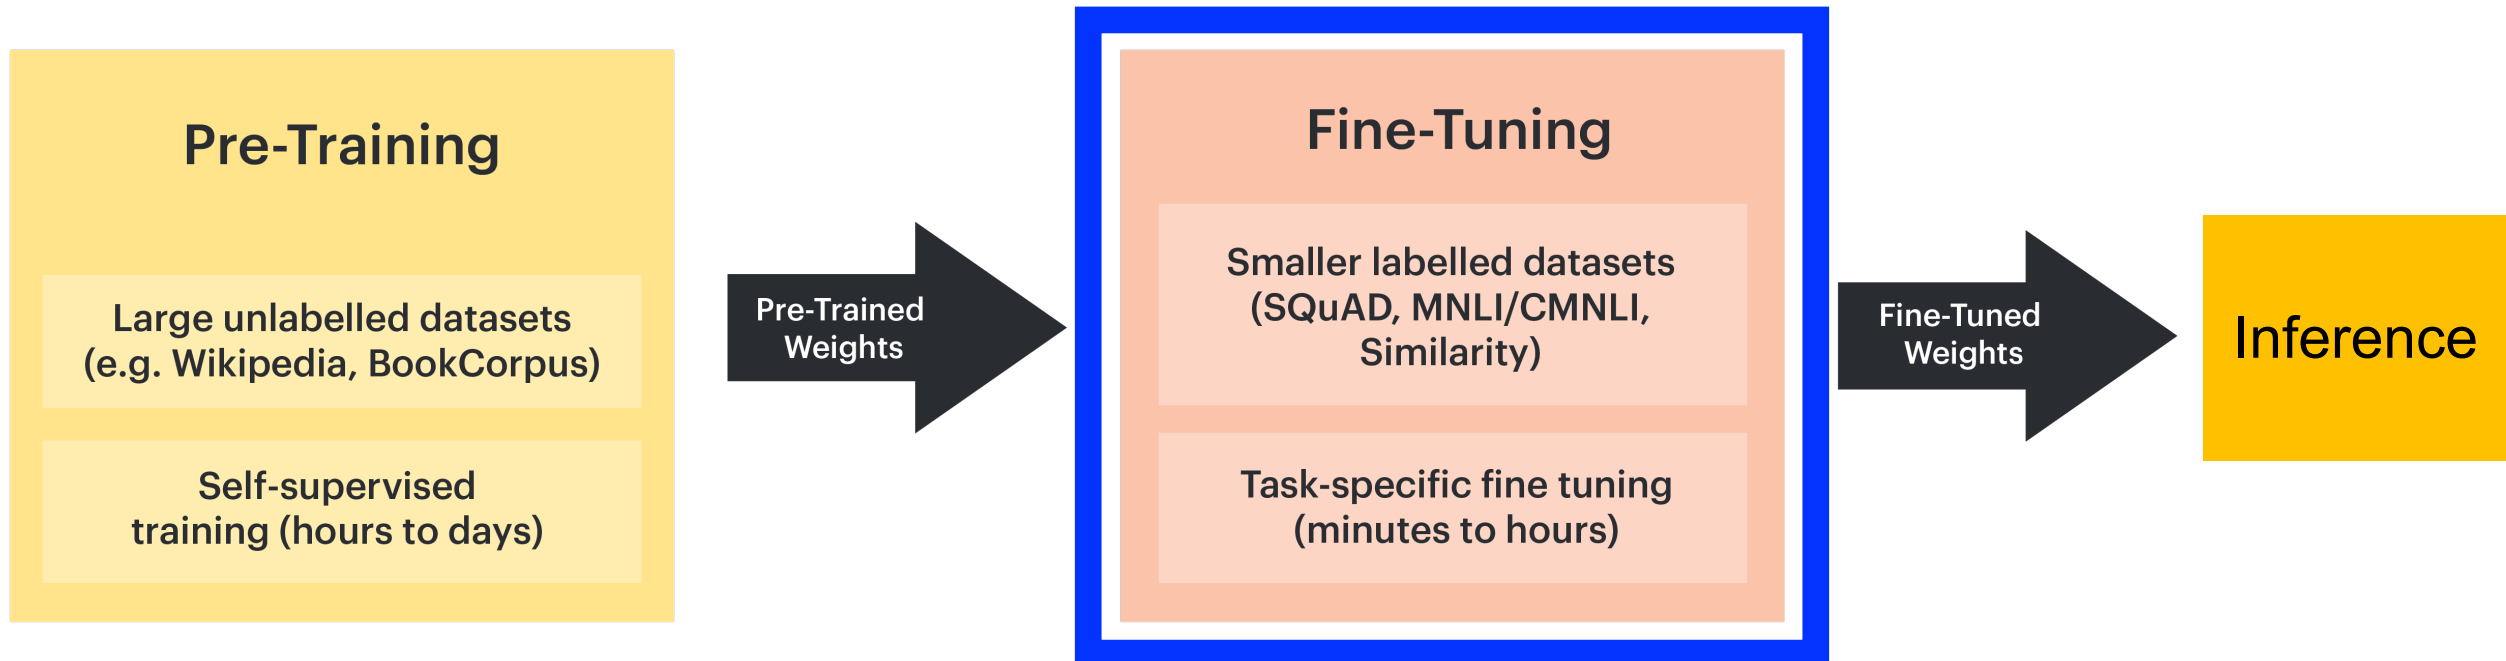 Pre-Training
Large unlabelled datasets
(e.g. Wikipedia, BookCorpus)
Self-supervised
training (hours to days)
Pre-Trained
Weights
Fine-Tuning
Smaller labelled datasets
(SQuAD, MNLI/CMNLI,
Similarity)
Task-specific fine tuning
(minutes to hours)
Fine-Tuned
Weights
Inference